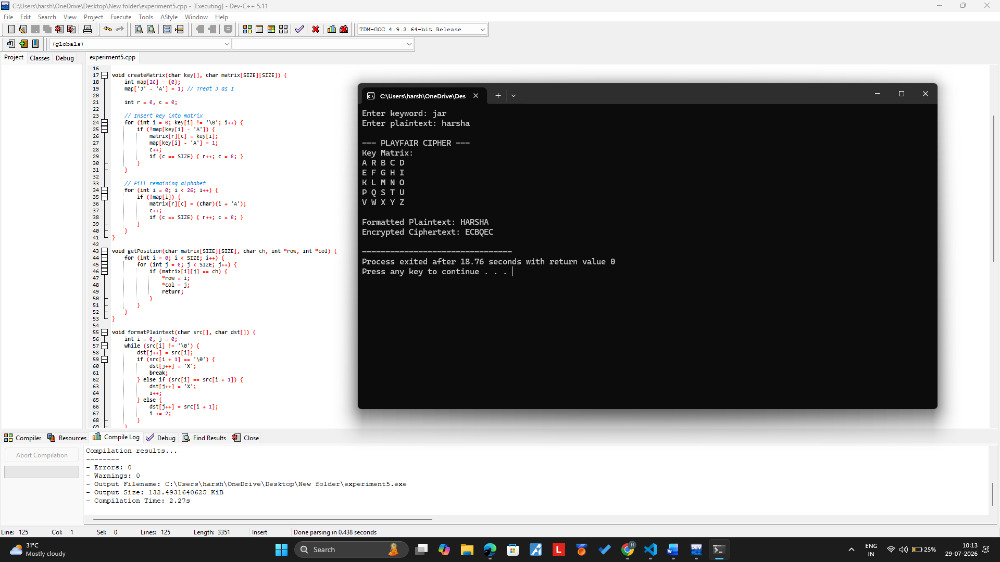 C:\Users\harsh\OneDrive\Desktop\New folder\experiment5.cpp - [Executing] - Dev-C++ 5.11
File Edit Search View Project Execute Tools AStyle Window Help
TDM-GCC 4.9.2 64-bit Release
(globals)
Project Classes Debug
experiment5.cpp
16
17 void createMatrix(char key[], char matrix[SIZE][SIZE]) {
18 int map[26] = {0};
19 map['J' - 'A'] = 1; // Treat J as I
20
21 int r = 0, c = 0;
22
23 // Insert key into matrix
24 for (int i = 0; key[i] != '\0'; i++) {
25 if (!map[key[i] - 'A']) {
26 matrix[r][c] = key[i];
27 map[key[i] - 'A'] = 1;
28 c++;
29 if (c == SIZE) { r++; c = 0; }
30 }
31 }
32
33 // Fill remaining alphabet
34 for (int i = 0; i < 26; i++) {
35 if (!map[i]) {
36 matrix[r][c] = (char)(i + 'A');
37 c++;
38 if (c == SIZE) { r++; c = 0; }
39 }
40 }
41 }
42
43 void getPosition(char matrix[SIZE][SIZE], char ch, int *row, int *col) {
44 for (int i = 0; i < SIZE; i++) {
45 for (int j = 0; j < SIZE; j++) {
46 if (matrix[i][j] == ch) {
47 *row = i;
48 *col = j;
49 return;
50 }
51 }
52 }
53 }
54
55 void formatPlaintext(char src[], char dst[]) {
56 int i = 0, j = 0;
57 while (src[i] != '\0') {
58 dst[j++] = src[i];
59 if (src[i + 1] == '\0') {
60 dst[j++] = 'X';
61 break;
62 } else if (src[i] == src[i + 1]) {
63 dst[j++] = 'X';
64 i++;
65 } else {
66 dst[j++] = src[i + 1];
67 i += 2;
68 }
69 }
C:\Users\harsh\OneDrive\Des
Enter keyword: jar
Enter plaintext: harsha
--- PLAYFAIR CIPHER ---
Key Matrix:
A R B C D
E F G H I
K L M N O
P Q S T U
V W X Y Z
Formatted Plaintext: HARSHA
Encrypted Ciphertext: ECBQEC
--------------------------------
Process exited after 18.76 seconds with return value 0
Press any key to continue . . .
Compiler Resources Compile Log Debug Find Results Close
Abort Compilation
Compilation results...
--------
- Errors: 0
- Warnings: 0
- Output Filename: C:\Users\harsh\OneDrive\Desktop\New folder\experiment5.exe
- Output Size: 132.4931640625 KiB
- Compilation Time: 2.27s
Line: 125 Col: 1 Sel: 0 Lines: 125 Length: 3351 Insert Done parsing in 0.438 seconds
31°C
Mostly cloudy
Search
ENG
IN
25%
10:13
29-07-2026